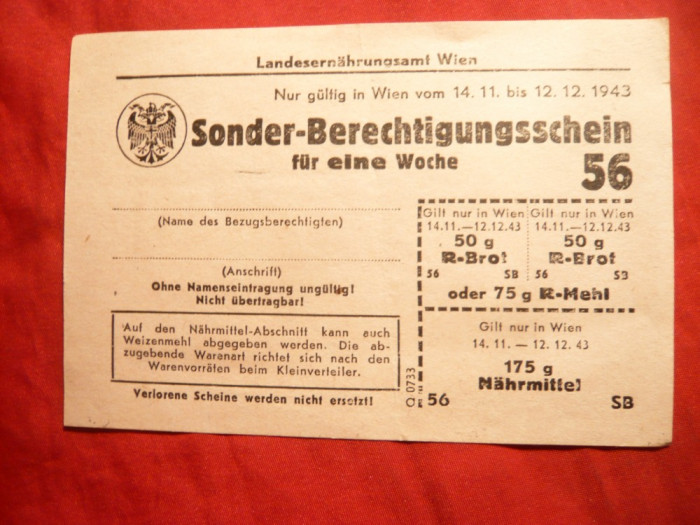 Landesernährungsamt Wien
Nur gültig in Wien vom 14. 11. bis 12. 12. 1943
Sonder-Berechtigungsschein
für eine Woche
56
(Name des Bezugsberechtigten)
(Anschrift)
Ohne Namenseintragung ungültig!
Nicht übertragbar!
Auf den Nährmittel-Abschnitt kann auch
Weizenmehl abgegeben werden. Die ab-
zugebende Warenart richtet sich nach den
Warenvorräten beim Kleinverteiler.
Verlorene Scheine werden nicht ersetzt!
Q 0733
Gilt nur in Wien Gilt nur in Wien
14.11.—12.12.43 14.11.—12.12.43
50 g 50 g
R-Brot R-Brot
56 SB 56 SB
oder 75 g R-Mehl
Gilt nur in Wien
14. 11. — 12. 12. 43
175 g
Nährmittel
56 SB